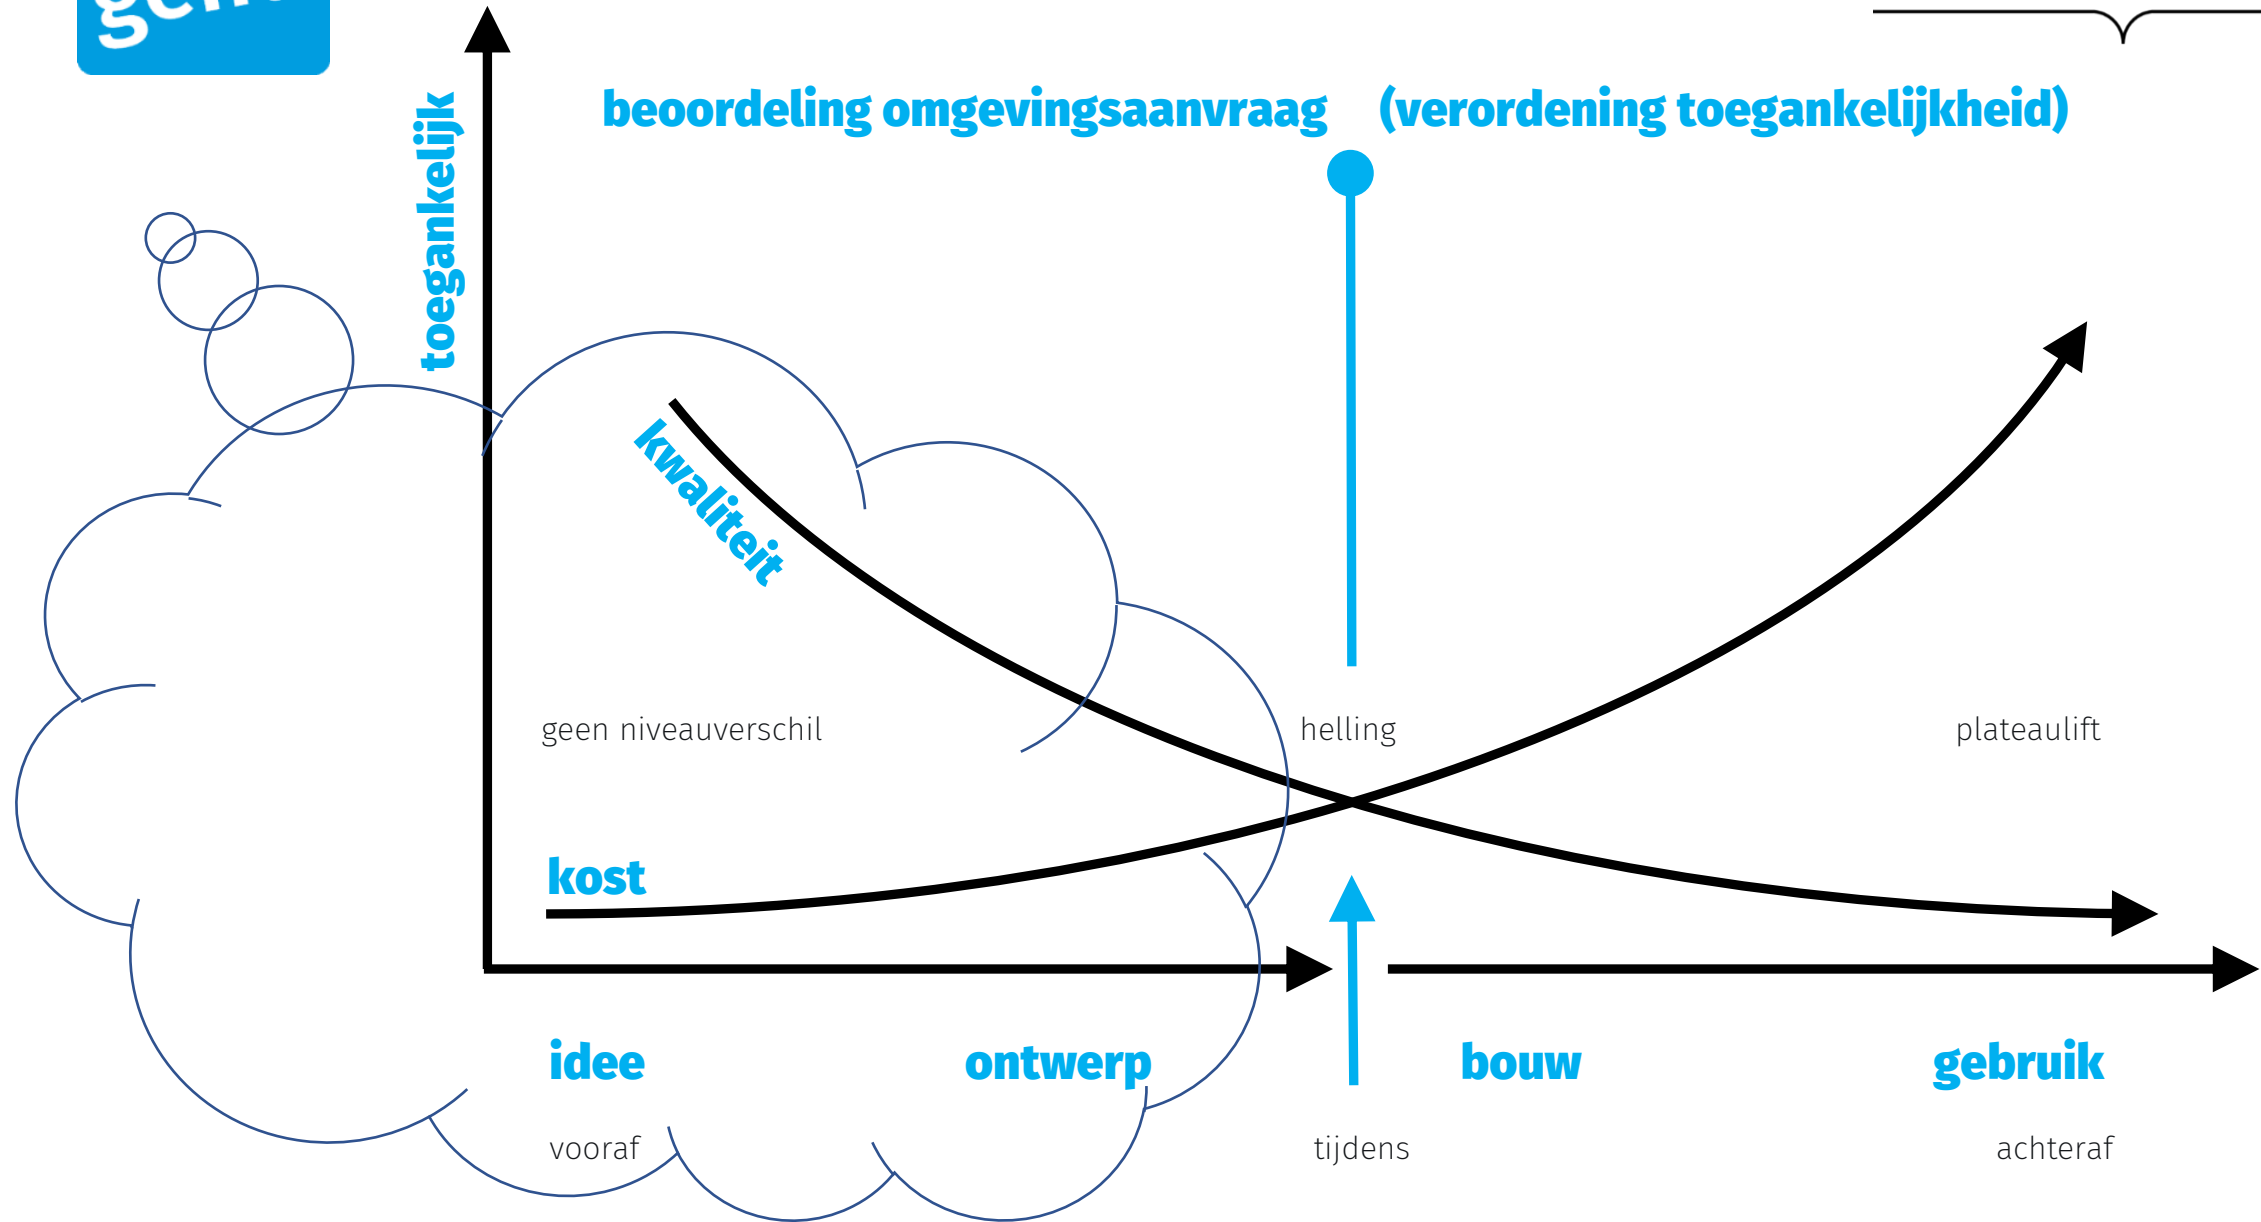 beoordeling omgevingsaanvraag (verordening toegankelijkheid)
toegankelijk
kwaliteit
geen niveauverschil
helling
plateaulift
kost
idee
ontwerp
bouw
gebruik
vooraf
tijdens
achteraf